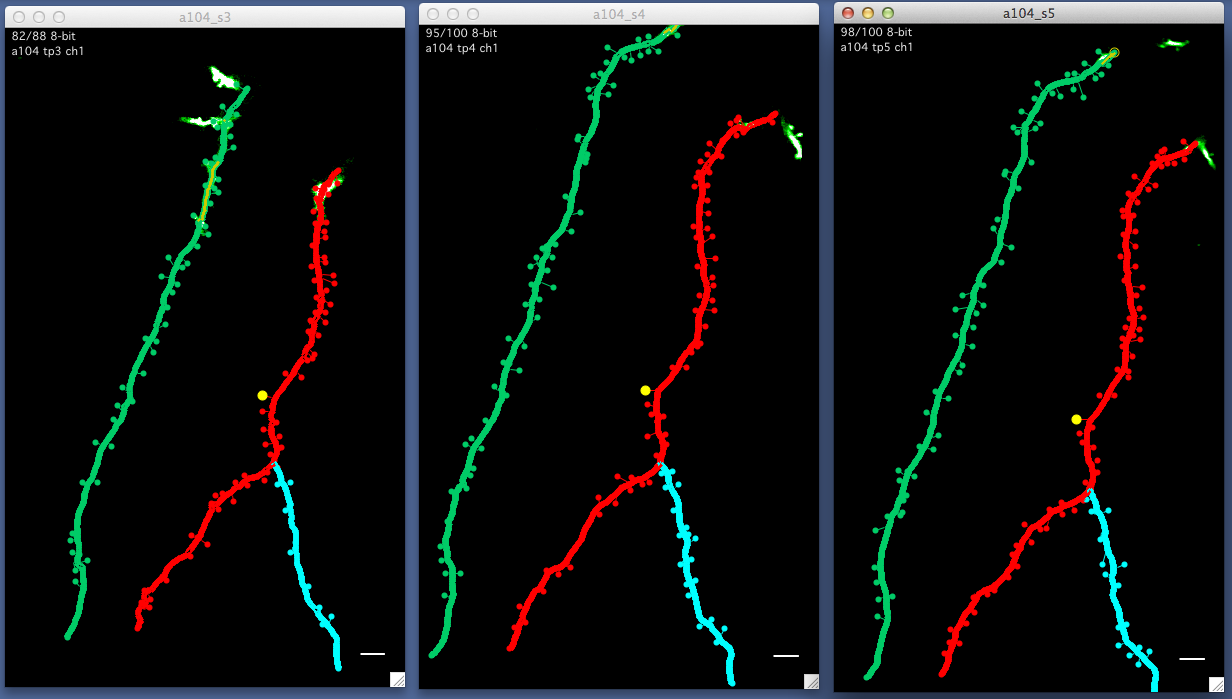 a104_s3
82/88 8-bit
a104 tp3 ch1
a104_s4
95/100 8-bit
a104 tp4 ch1
a104_s5
98/100 8-bit
a104 tp5 ch1